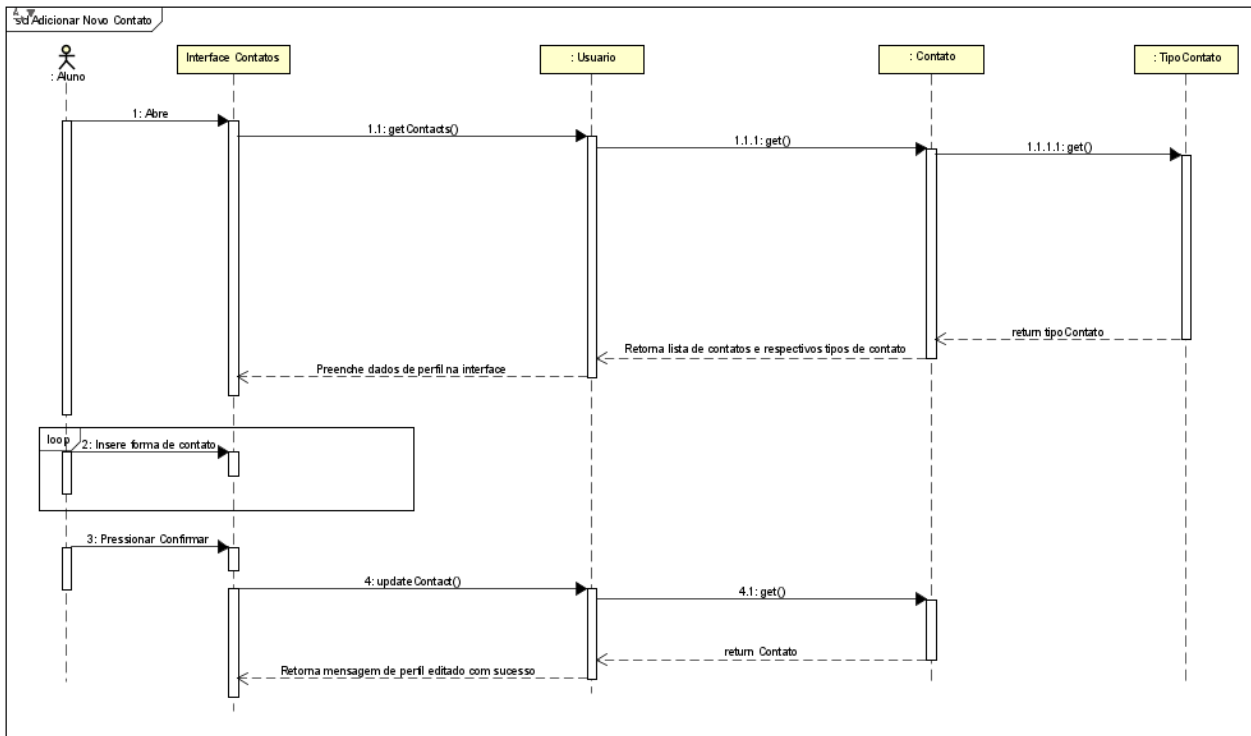 sd Adicionar Novo Contato
: Aluno
Interface Contatos
: Usuario
: Contato
: TipoContato
1: Abre
1.1: getContacts()
1.1.1: get()
1.1.1.1: get()
return tipoContato
Retorna lista de contatos e respectivos tipos de contato
Preenche dados de perfil na interface
loop
2: Insere forma de contato
3: Pressionar Confirmar
4: updateContact()
4.1: get()
return Contato
Retorna mensagem de perfil editado com sucesso